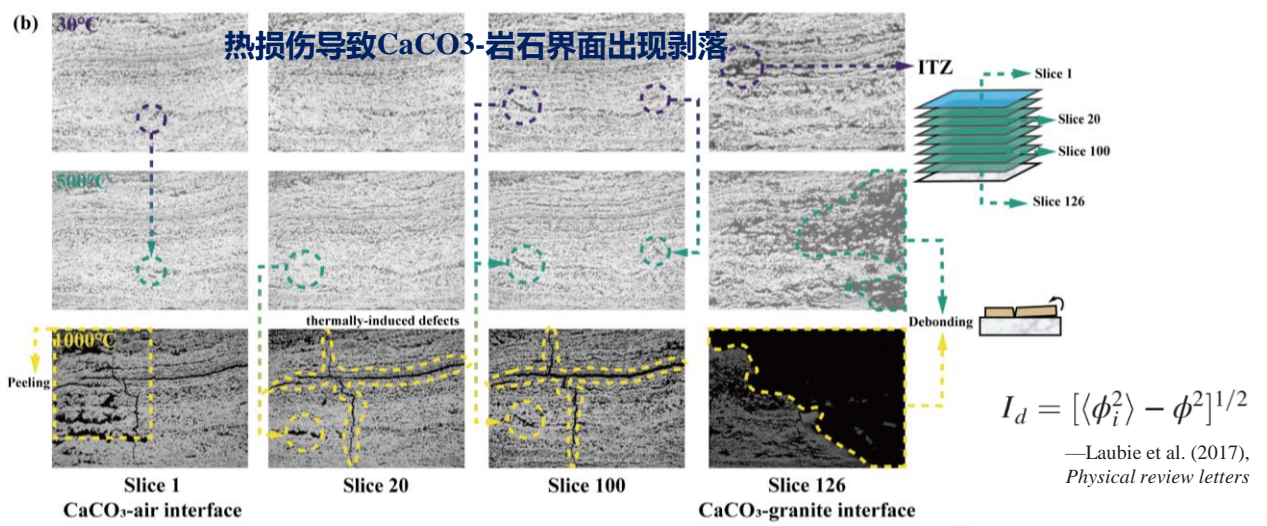 (b)
30°C
热损伤导致CaCO3-岩石界面出现剥落
ITZ
Slice 1
Slice 20
Slice 100
Slice 126
500°C
thermally-induced defects
Debonding
1000°C
Peeling
I_d = [⟨ϕ_i^2⟩ − ϕ^2]^{1/2}
—Laubie et al. (2017),
Physical review letters
Slice 1
Slice 20
Slice 100
Slice 126
CaCO₃-air interface
CaCO₃-granite interface